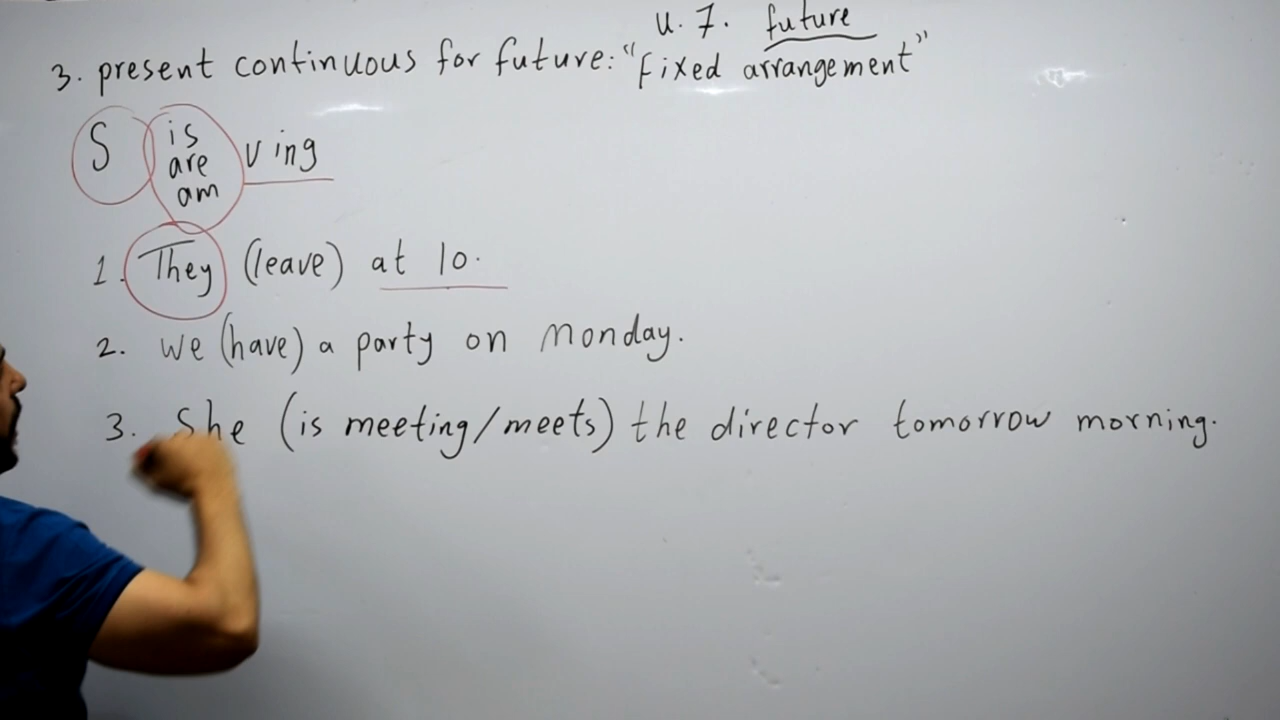 u. 7. future
3. present continuous for future: "Fixed arrangement"
S is are am v ing
1. They (leave) at 10.
2. we (have) a party on Monday.
3. She (is meeting/meets) the director tomorrow morning.